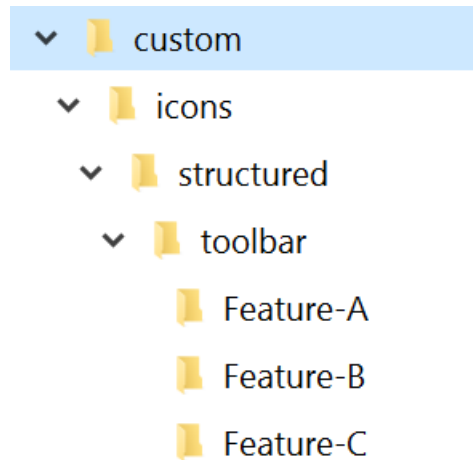 custom
icons
structured
toolbar
Feature-A
Feature-B
Feature-C